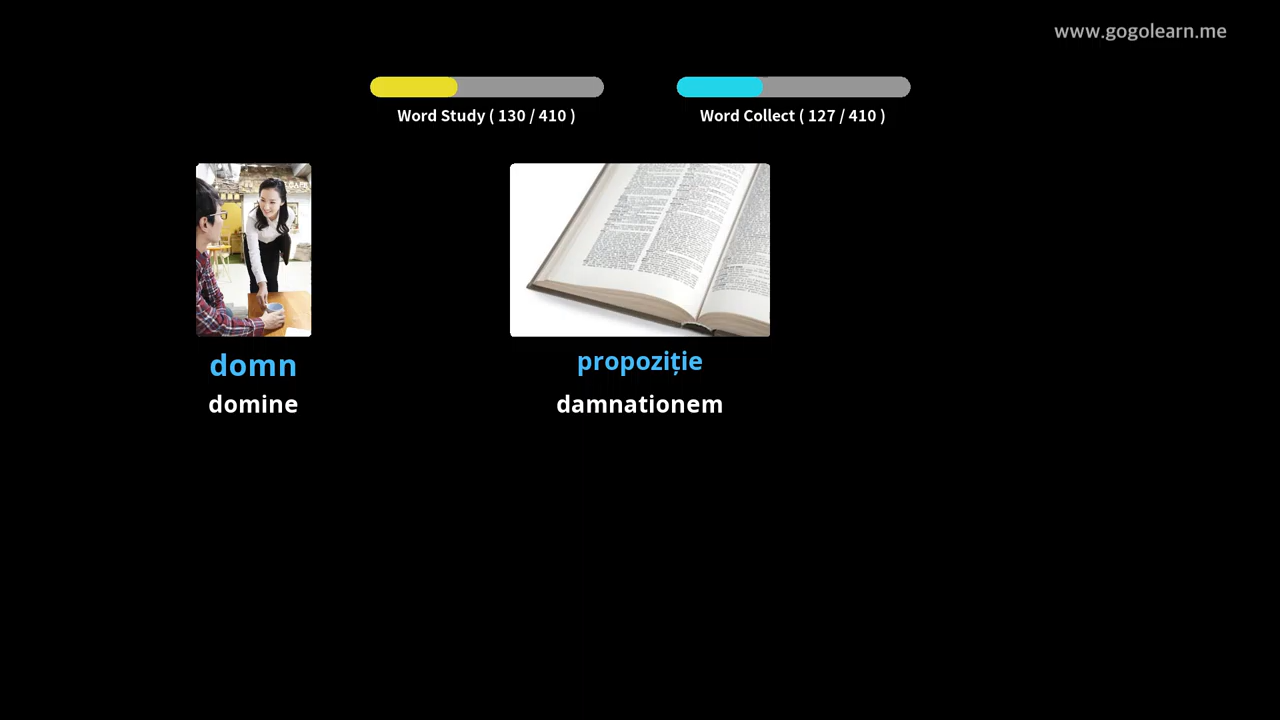 www.gogolearn.me
Word Study ( 130 / 410 )
Word Collect ( 127 / 410 )
domn
domine
propoziție
damnationem